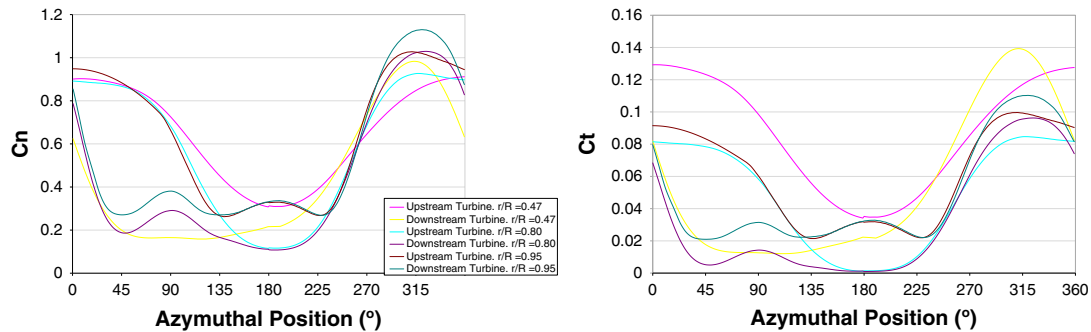 1.2
1
0.8
0.6
0.4
0.2
0
Cn
0 45 90 135 180 225 270 315
Azymuthal Position (º)
Upstream Turbine. r/R =0.47
Downstream Turbine. r/R =0.47
Upstream Turbine. r/R =0.80
Downstream Turbine. r/R =0.80
Upstream Turbine. r/R =0.95
Downstream Turbine. r/R =0.95
0.16
0.14
0.12
0.1
0.08
0.06
0.04
0.02
0
Ct
0 45 90 135 180 225 270 315 360
Azymuthal Position (º)